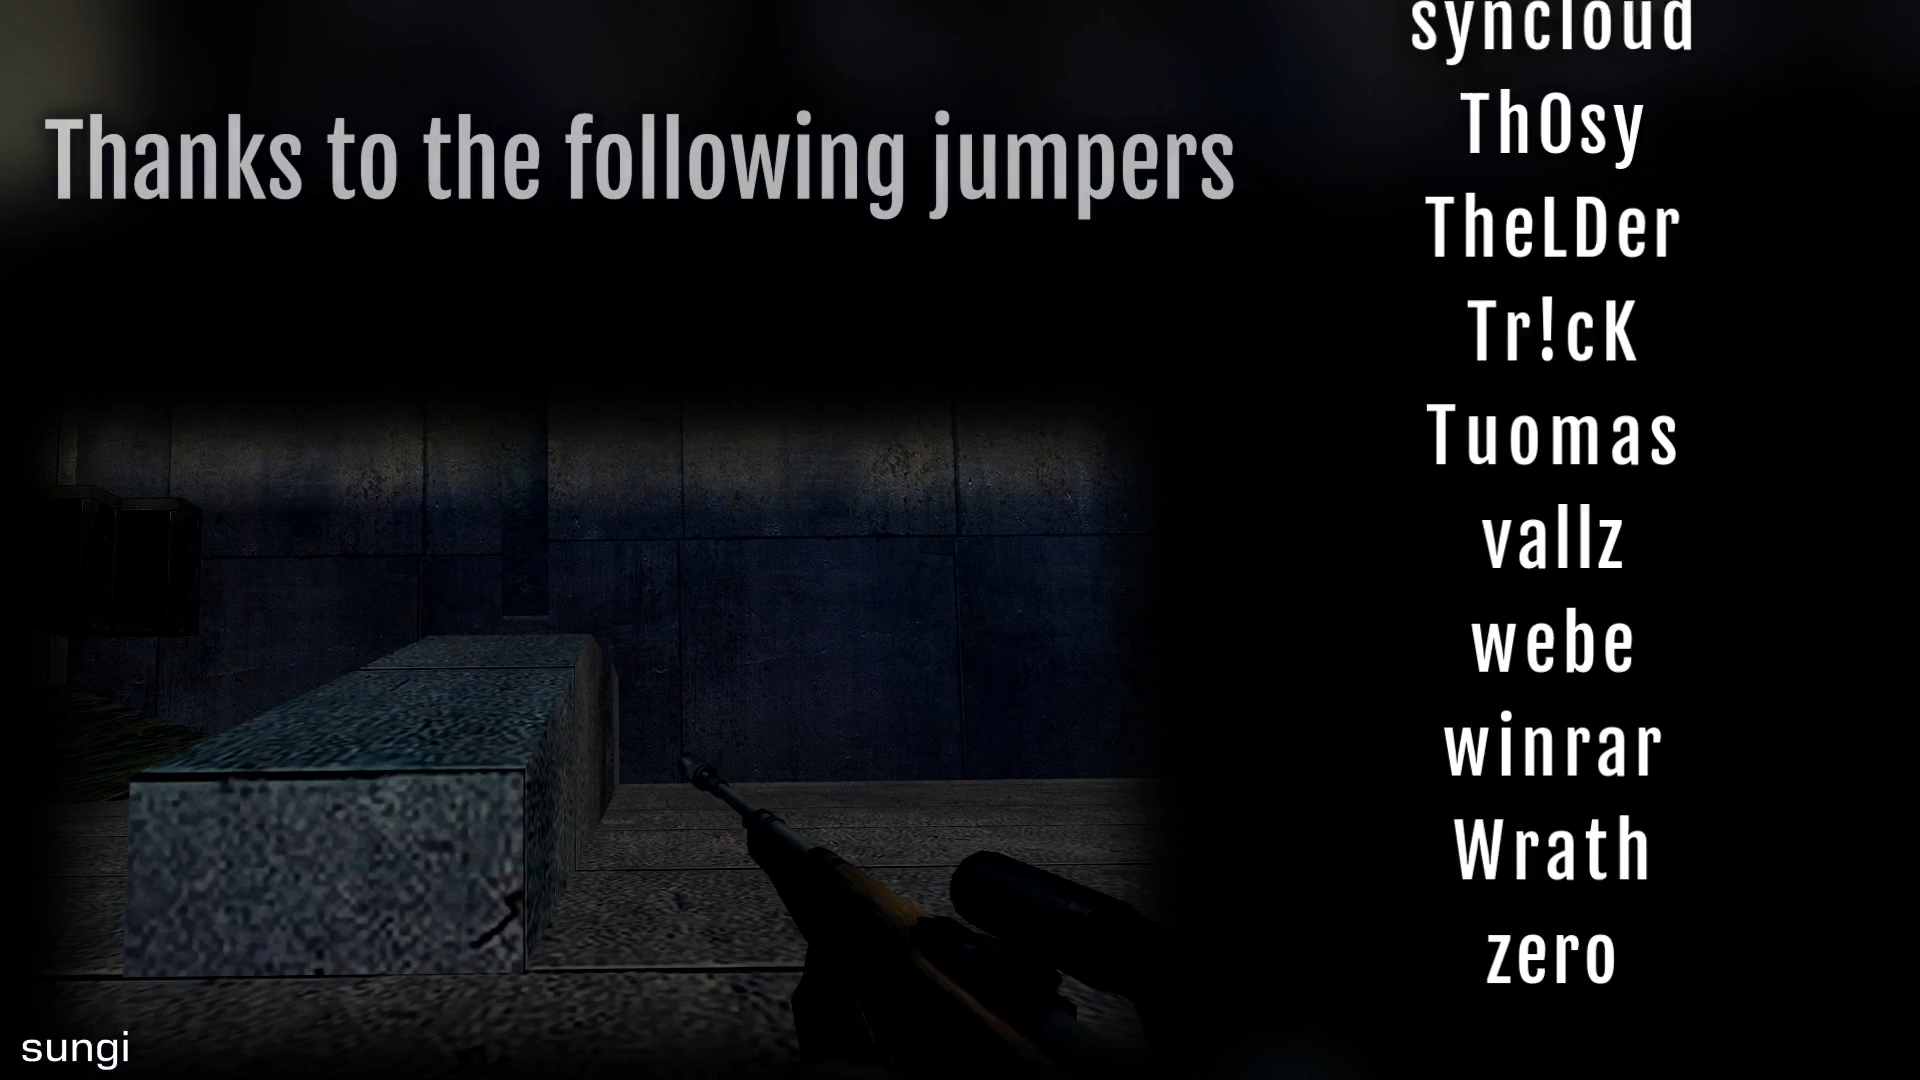 Thanks to the following jumpers
syncloud
Th0sy
TheLDer
Tr!cK
Tuomas
vallz
webe
winrar
Wrath
zero
sungi